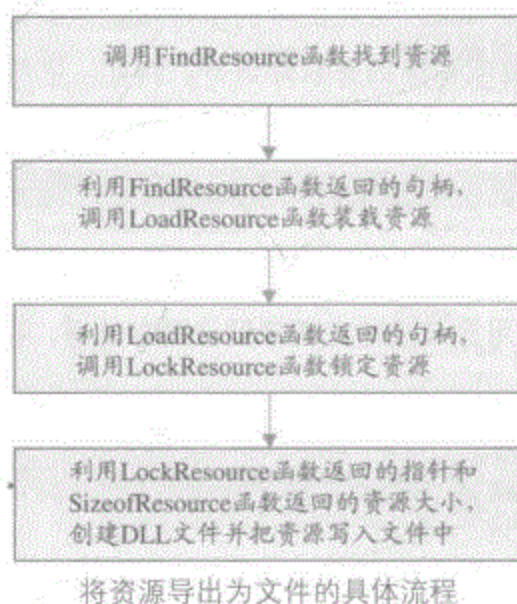 调用FindResource函数找到资源
利用FindResource函数返回的句柄，
调用LoadResource函数装载资源
利用LoadResource函数返回的句柄，
调用LockResource函数锁定资源
利用LockResource函数返回的指针和
SizeofResource函数返回的资源大小，
创建DLL文件并把资源写入文件中
将资源导出为文件的具体流程